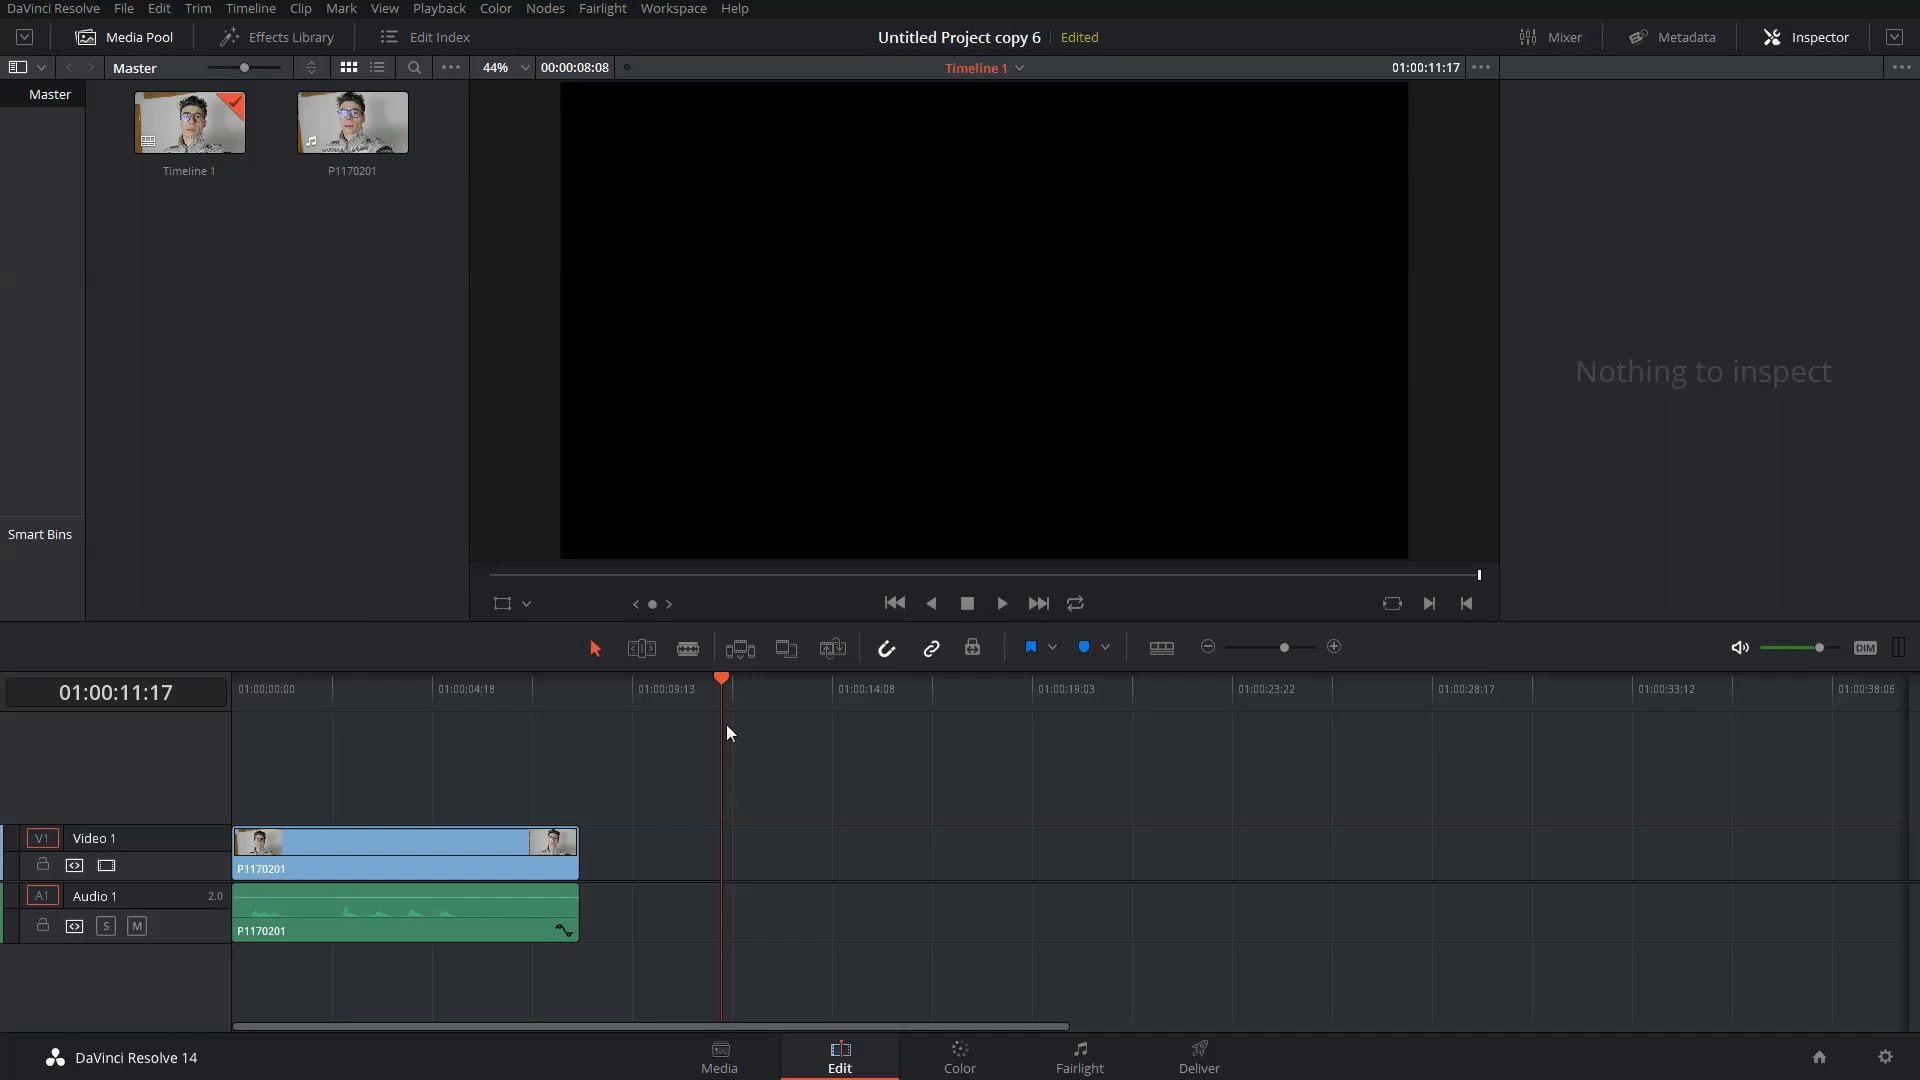 DaVinci Resolve File Edit Trim Timeline Clip Mark View Playback Color Nodes Fairlight Workspace Help
Media Pool Effects Library Edit Index Untitled Project copy 6 Edited Mixer Metadata Inspector
Master 44% 00:00:08:08 Timeline 1 01:00:11:17
Master
Timeline 1 P1170201
Nothing to inspect
Smart Bins
DIM
01:00:11:17 01:00:00:00 01:00:04:18 01:00:09:13 01:00:14:08 01:00:19:03 01:00:23:22 01:00:28:17 01:00:33:12 01:00:38:06
V1 Video 1
P1170201
A1 Audio 1 2.0
S M P1170201
DaVinci Resolve 14 Media Edit Color Fairlight Deliver